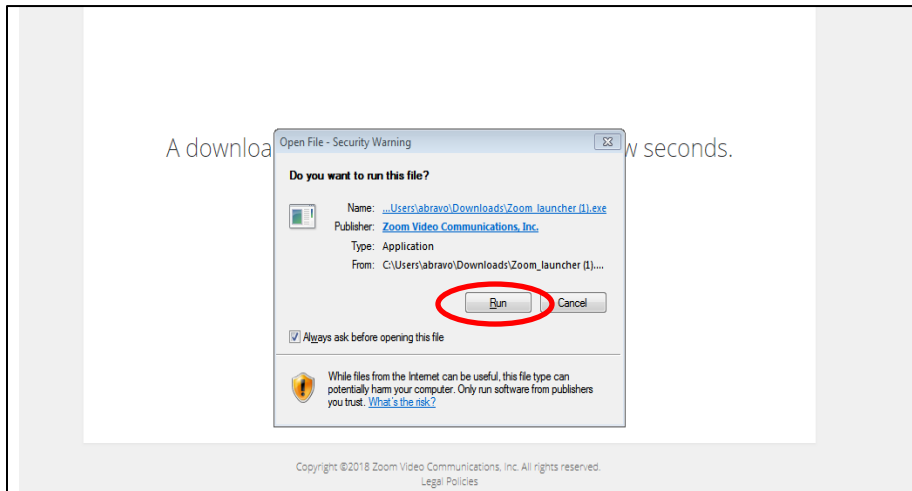 A downloa
w seconds.
Open File - Security Warning
Do you want to run this file?
Name: ...Users\abravo\Downloads\Zoom_launcher (1).exe
Publisher: Zoom Video Communications, Inc.
Type: Application
From: C:\Users\abravo\Downloads\Zoom_launcher (1)....
Run Cancel
Always ask before opening this file
While files from the Internet can be useful, this file type can
potentially harm your computer. Only run software from publishers
you trust. What's the risk?
Copyright ©2018 Zoom Video Communications, Inc. All rights reserved.
Legal Policies